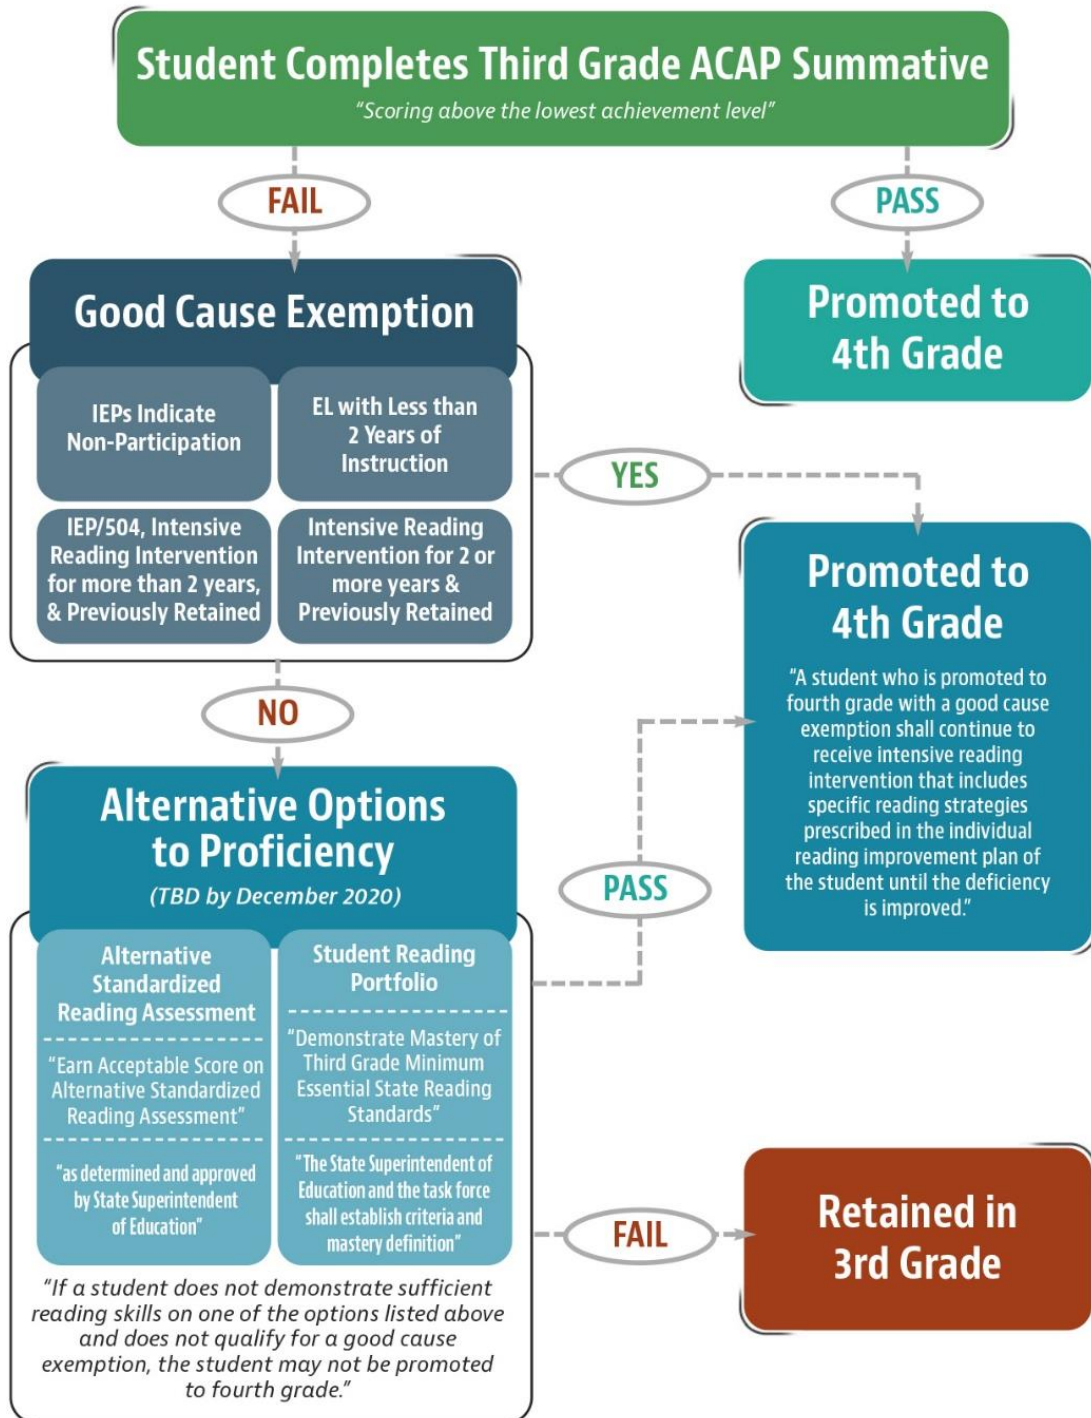 Student Completes Third Grade ACAP Summative
“Scoring above the lowest achievement level”
FAIL
PASS
Good Cause Exemption
IEPs Indicate
Non-Participation
EL with Less than
2 Years of
Instruction
IEP/504, Intensive
Reading Intervention
for more than 2 years,
& Previously Retained
Intensive Reading
Intervention for 2 or
more years &
Previously Retained
Promoted to
4th Grade
YES
Promoted to
4th Grade
“A student who is promoted to
fourth grade with a good cause
exemption shall continue to
receive intensive reading
intervention that includes
specific reading strategies
prescribed in the individual
reading improvement plan of
the student until the deficiency
is improved.”
NO
Alternative Options
to Proficiency
(TBD by December 2020)
Alternative
Standardized
Reading Assessment
“Earn Acceptable Score on
Alternative Standardized
Reading Assessment”
“as determined and approved
by State Superintendent
of Education”
Student Reading
Portfolio
“Demonstrate Mastery of
Third Grade Minimum
Essential State Reading
Standards”
“The State Superintendent of
Education and the task force
shall establish criteria and
mastery definition”
“If a student does not demonstrate sufficient
reading skills on one of the options listed above
and does not qualify for a good cause
exemption, the student may not be promoted
to fourth grade.”
PASS
FAIL
Retained in
3rd Grade